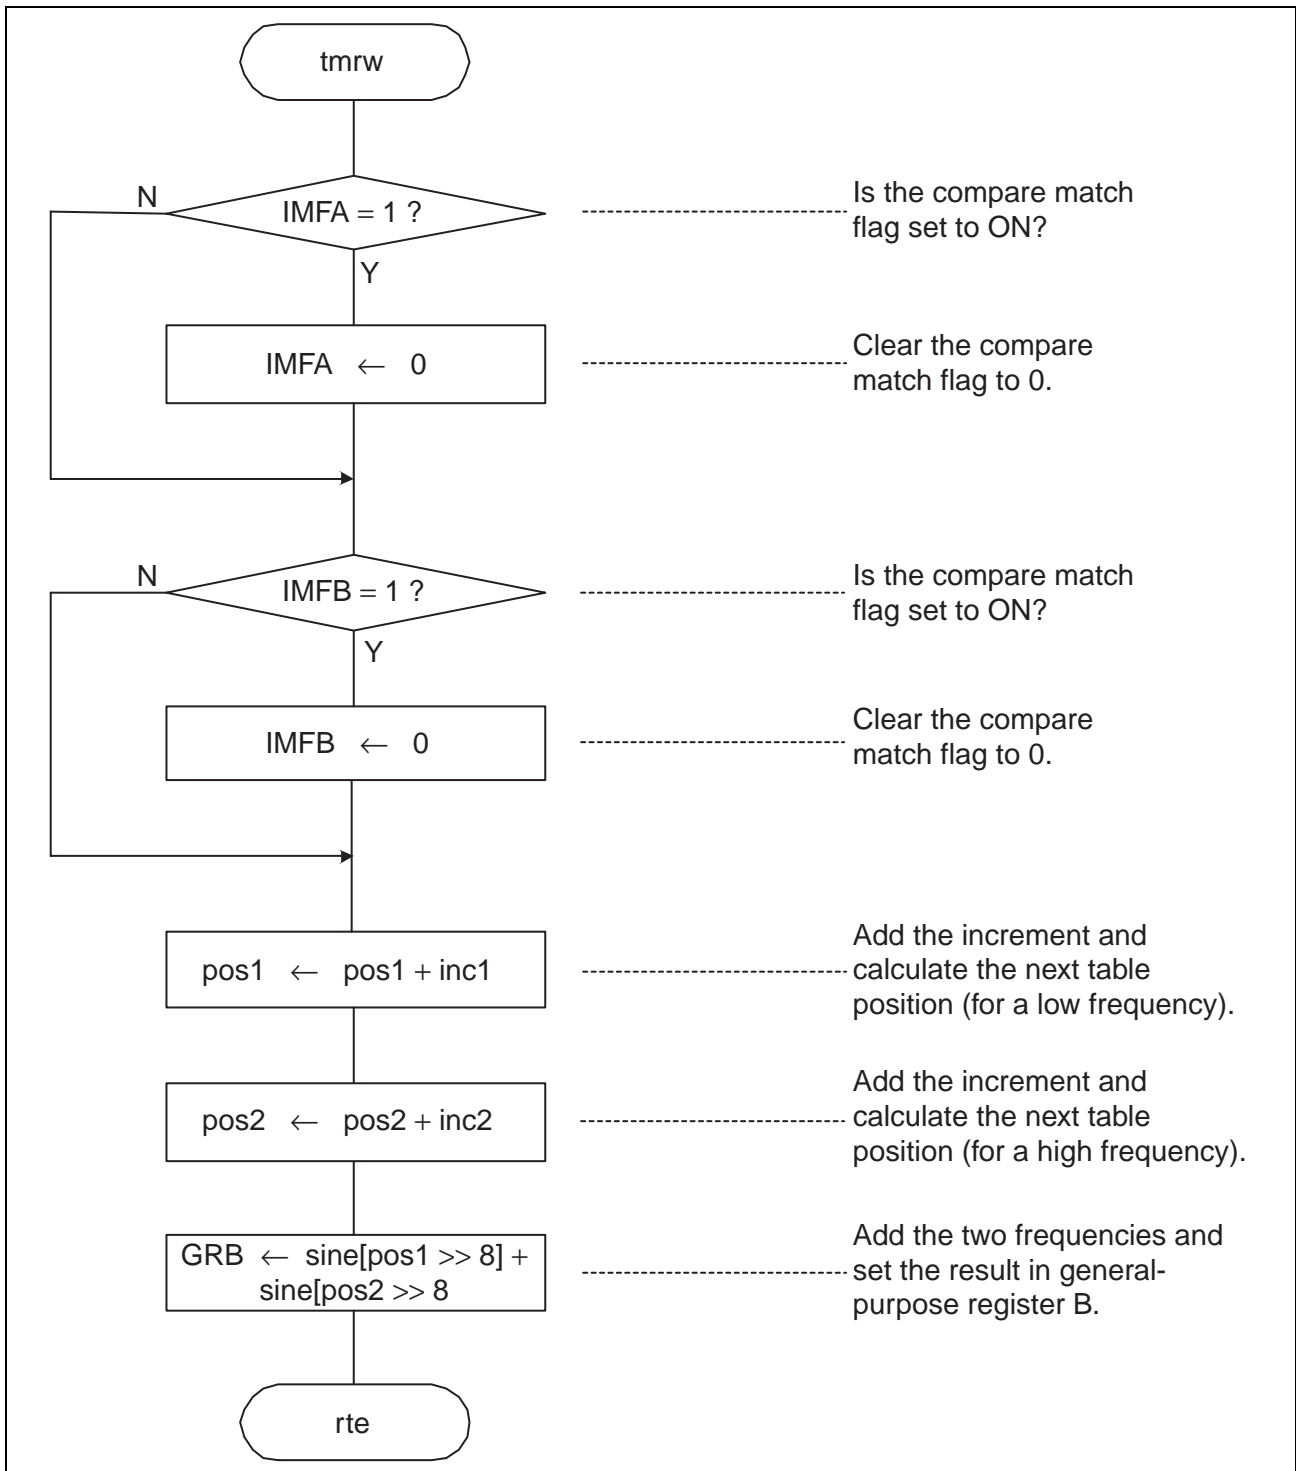 tmrw
N
IMFA = 1 ?
Is the compare match
flag set to ON?
Y
IMFA ← 0
Clear the compare
match flag to 0.
N
IMFB = 1 ?
Is the compare match
flag set to ON?
Y
IMFB ← 0
Clear the compare
match flag to 0.
pos1 ← pos1 + inc1
Add the increment and
calculate the next table
position (for a low frequency).
pos2 ← pos2 + inc2
Add the increment and
calculate the next table
position (for a high frequency).
GRB ← sine[pos1 >> 8] +
sine[pos2 >> 8
Add the two frequencies and
set the result in general-
purpose register B.
rte